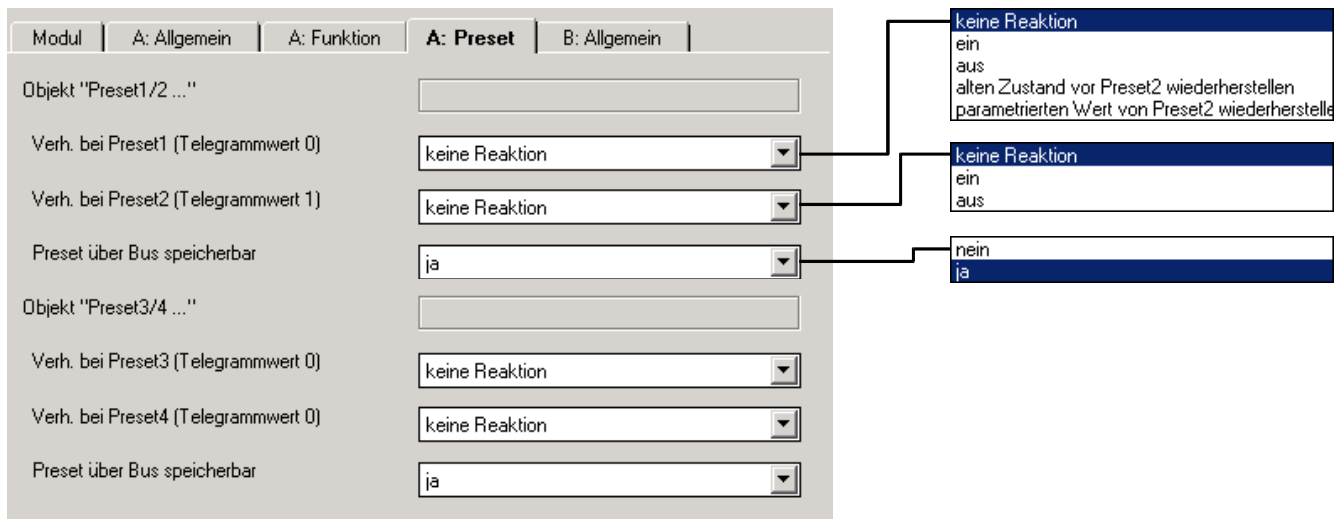 Modul
A: Allgemein
A: Funktion
A: Preset
B: Allgemein
Objekt "Preset1/2 ..."
Verh. bei Preset1 (Telegrammwert 0)
keine Reaktion
Verh. bei Preset2 (Telegrammwert 1)
keine Reaktion
Preset über Bus speicherbar
ja
Objekt "Preset3/4 ..."
Verh. bei Preset3 (Telegrammwert 0)
keine Reaktion
Verh. bei Preset4 (Telegrammwert 0)
keine Reaktion
Preset über Bus speicherbar
ja
keine Reaktion
ein
aus
alten Zustand vor Preset2 wiederherstellen
parametrierten Wert von Preset2 wiederherstelle
keine Reaktion
ein
aus
nein
ja